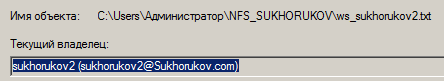 Имя объекта: C:\Users\Администратор\NFS_SUKHORUKOV\ws_sukhorukov2.txt
Текущий владелец:
sukhorukov2 (sukhorukov2@Sukhorukov.com)